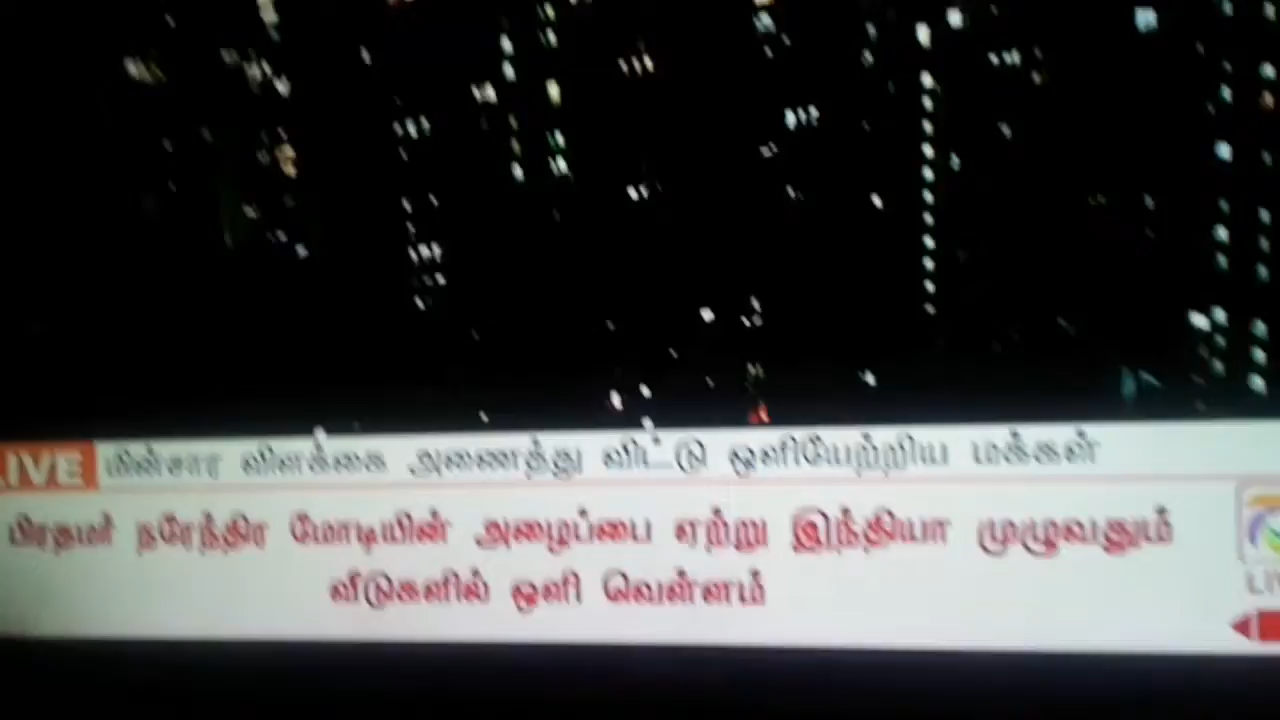 LIVE மின்சார விளக்கை அணைத்து விட்டு ஒளியேற்றிய மக்கள்
பிரதமர் நரேந்திர மோடியின் அழைப்பை ஏற்று இந்தியா முழுவதும்
வீடுகளில் ஒளி வெள்ளம்